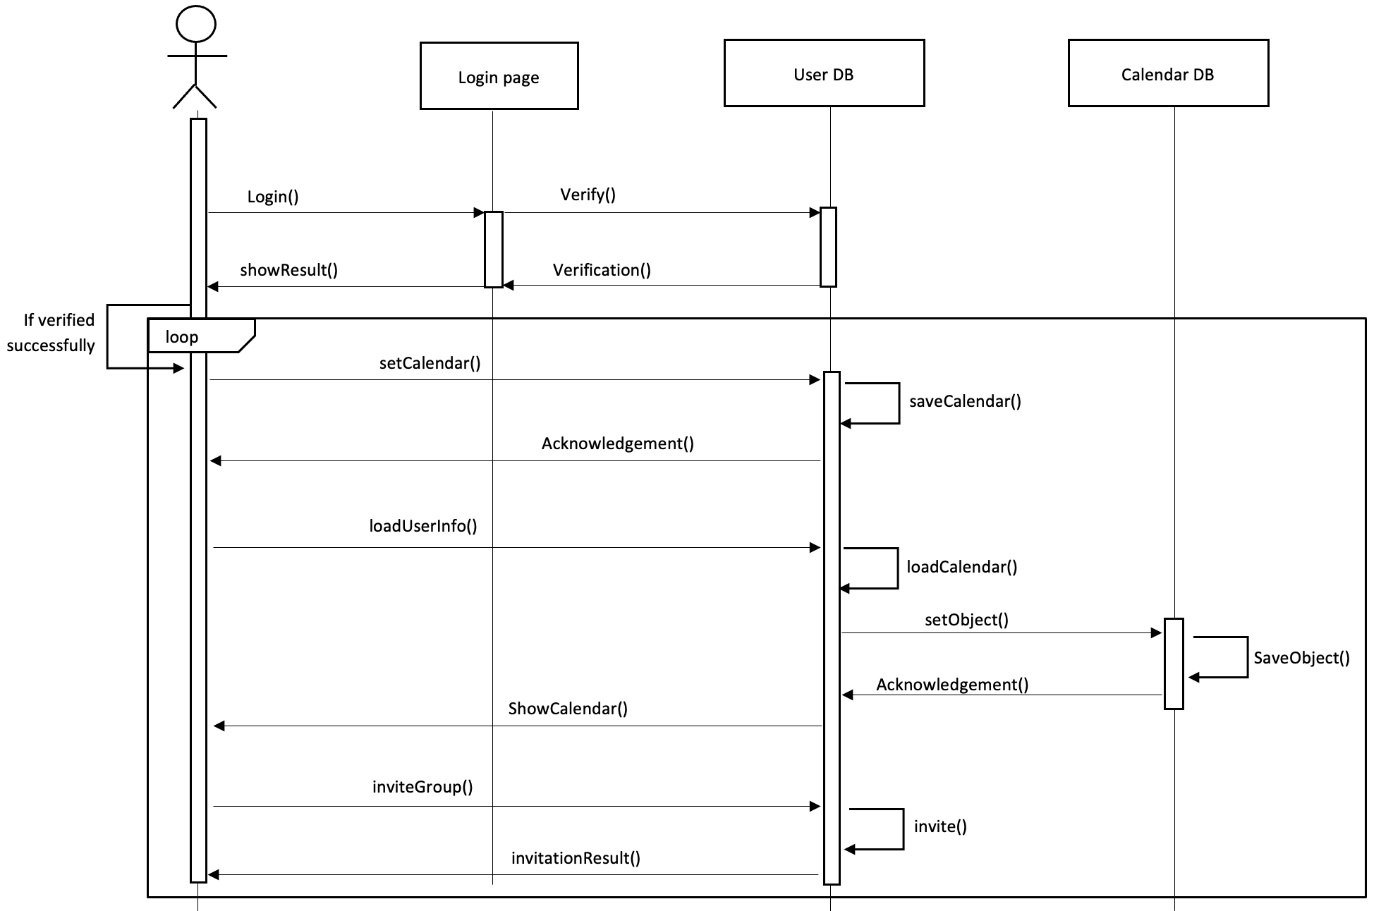 Login page
User DB
Calendar DB
Login()
Verify()
showResult()
Verification()
If verified
successfully
loop
setCalendar()
saveCalendar()
Acknowledgement()
loadUserInfo()
loadCalendar()
setObject()
SaveObject()
Acknowledgement()
ShowCalendar()
inviteGroup()
invite()
invitationResult()